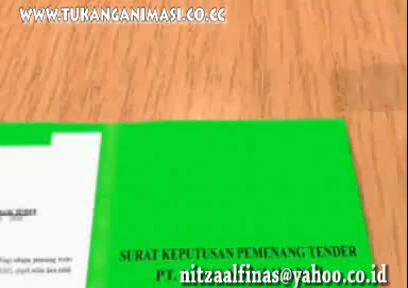 WWW.TUKANGANIMASI.CO.CC
SURAT KEPUTUSAN PEMENANG TENDER
PT.
nitzaalfinas@yahoo.co.id